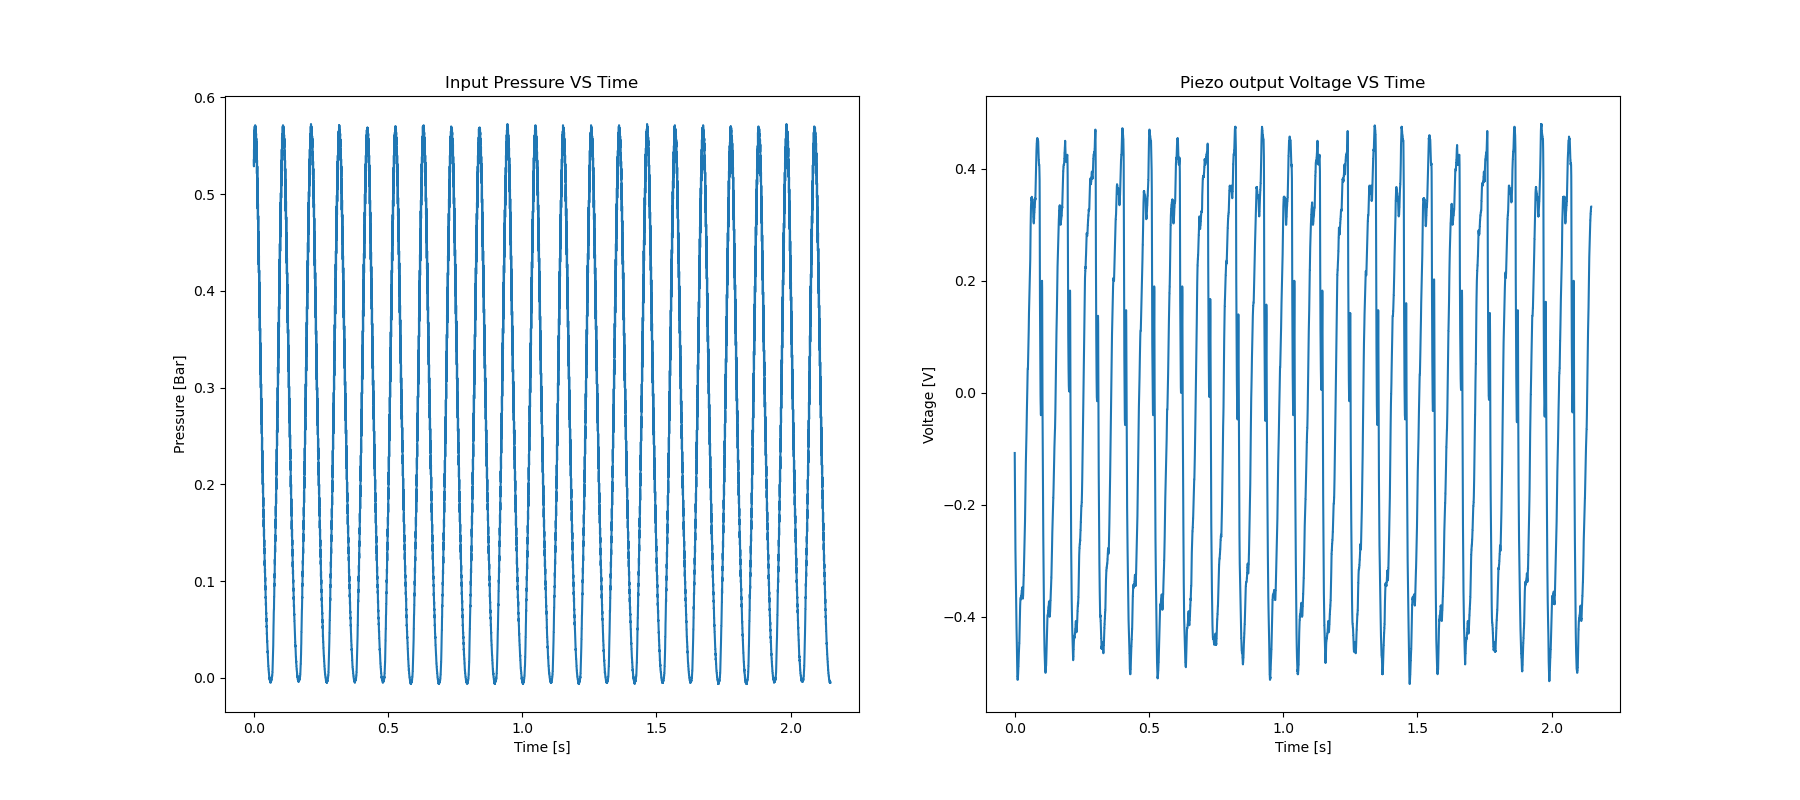 Input Pressure VS Time
Pressure [Bar]
0.6
0.5
0.4
0.3
0.2
0.1
0.0
0.0 0.5 1.0 1.5 2.0
Time [s]
Piezo output Voltage VS Time
Voltage [V]
0.4
0.2
0.0
−0.2
−0.4
0.0 0.5 1.0 1.5 2.0
Time [s]